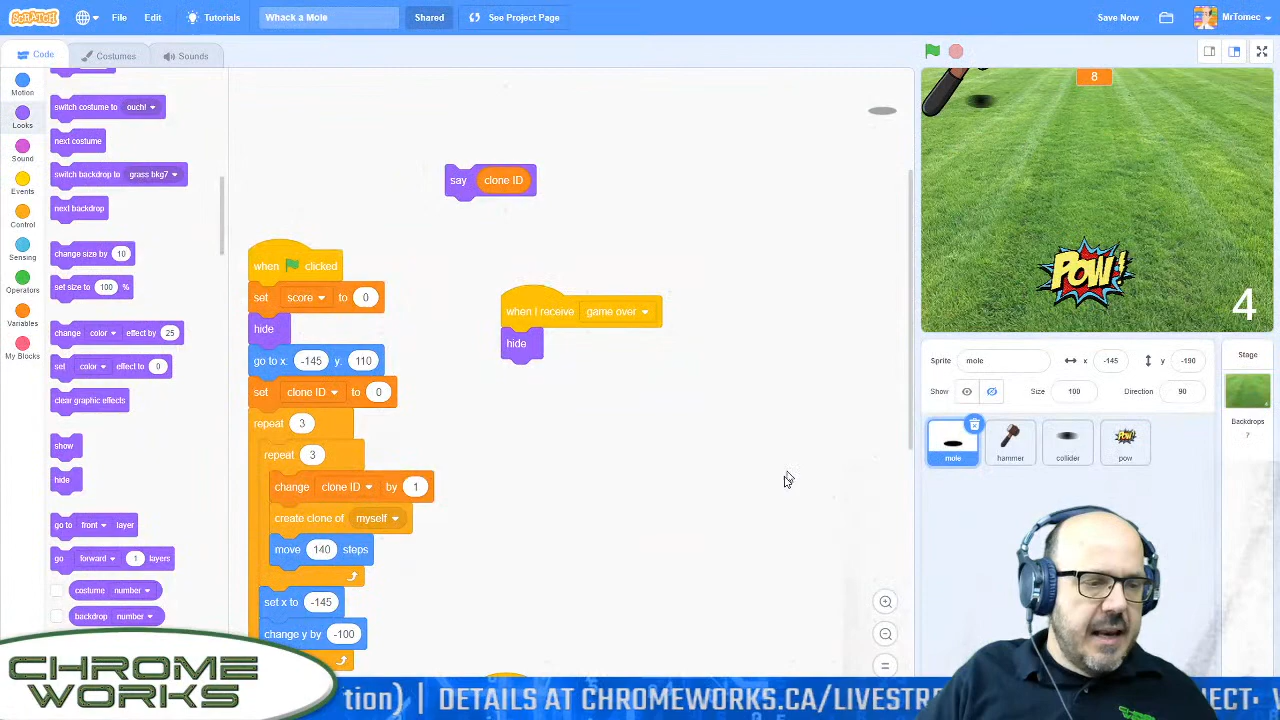 SCRATCH
File
Edit
Tutorials
Whack a Mole
Shared
See Project Page
Save Now
MrTomec
Code
Costumes
Sounds
Motion
Looks
Sound
Events
Control
Sensing
Operators
Variables
My Blocks
switch costume to ouch!
next costume
switch backdrop to grass bkg7
next backdrop
change size by 10
set size to 100 %
change color effect by 25
set color effect to 0
clear graphic effects
show
hide
go to front layer
go forward 1 layers
costume number
backdrop number
say clone ID
when clicked
set score to 0
hide
go to x: -145 y: 110
set clone ID to 0
repeat 3
repeat 3
change clone ID by 1
create clone of myself
move 140 steps
set x to -145
change y by -100
when I receive game over
hide
8
POW!
4
Sprite mole x -145 y -190
Show Size 100 Direction 90
Stage
Backdrops
7
mole
hammer
collider
pow
CHROME
WORKS
tion) | DETAILS AT CHROMEWORKS.CA/LIVESTR
JECT: